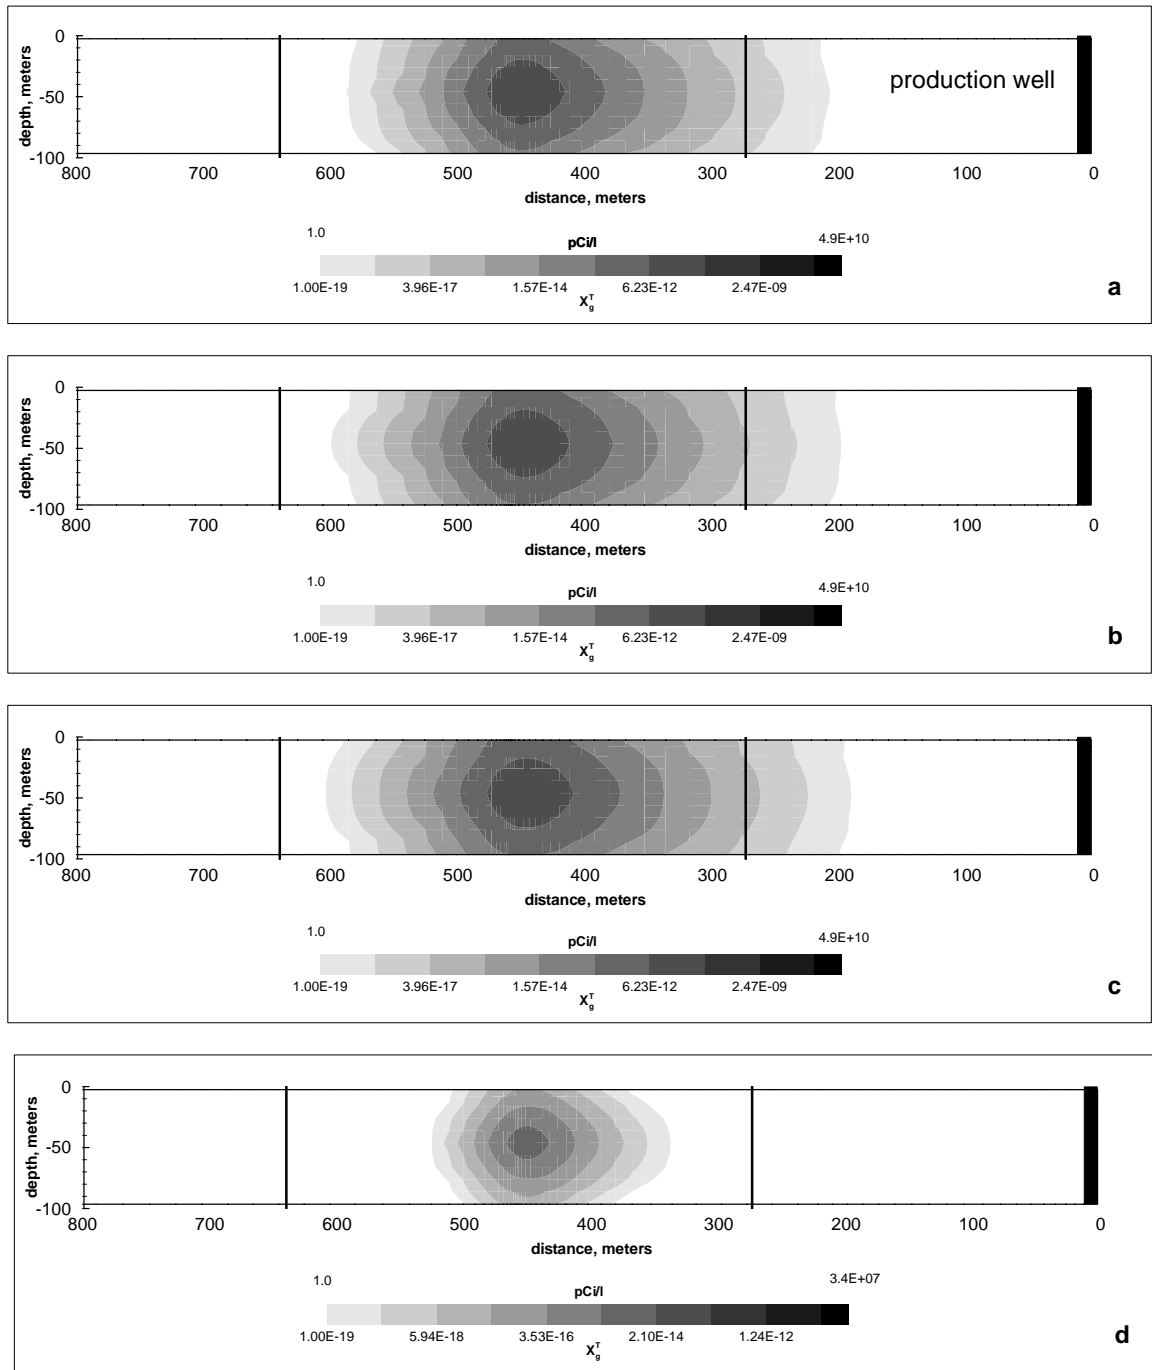 0
-50
-100
depth, meters
production well
800 700 600 500 400 300 200 100 0
distance, meters
1.0 pCi/l 4.9E+10
1.00E-19 3.96E-17 1.57E-14 6.23E-12 2.47E-09
X_g^T
a
0
-50
-100
depth, meters
800 700 600 500 400 300 200 100 0
distance, meters
1.0 pCi/l 4.9E+10
1.00E-19 3.96E-17 1.57E-14 6.23E-12 2.47E-09
X_g^T
b
0
-50
-100
depth, meters
800 700 600 500 400 300 200 100 0
distance, meters
1.0 pCi/l 4.9E+10
1.00E-19 3.96E-17 1.57E-14 6.23E-12 2.47E-09
X_g^T
c
0
-50
-100
depth, meters
800 700 600 500 400 300 200 100 0
distance, meters
1.0 pCi/l 3.4E+07
1.00E-19 5.94E-18 3.53E-16 2.10E-14 1.24E-12
X_g^T
d